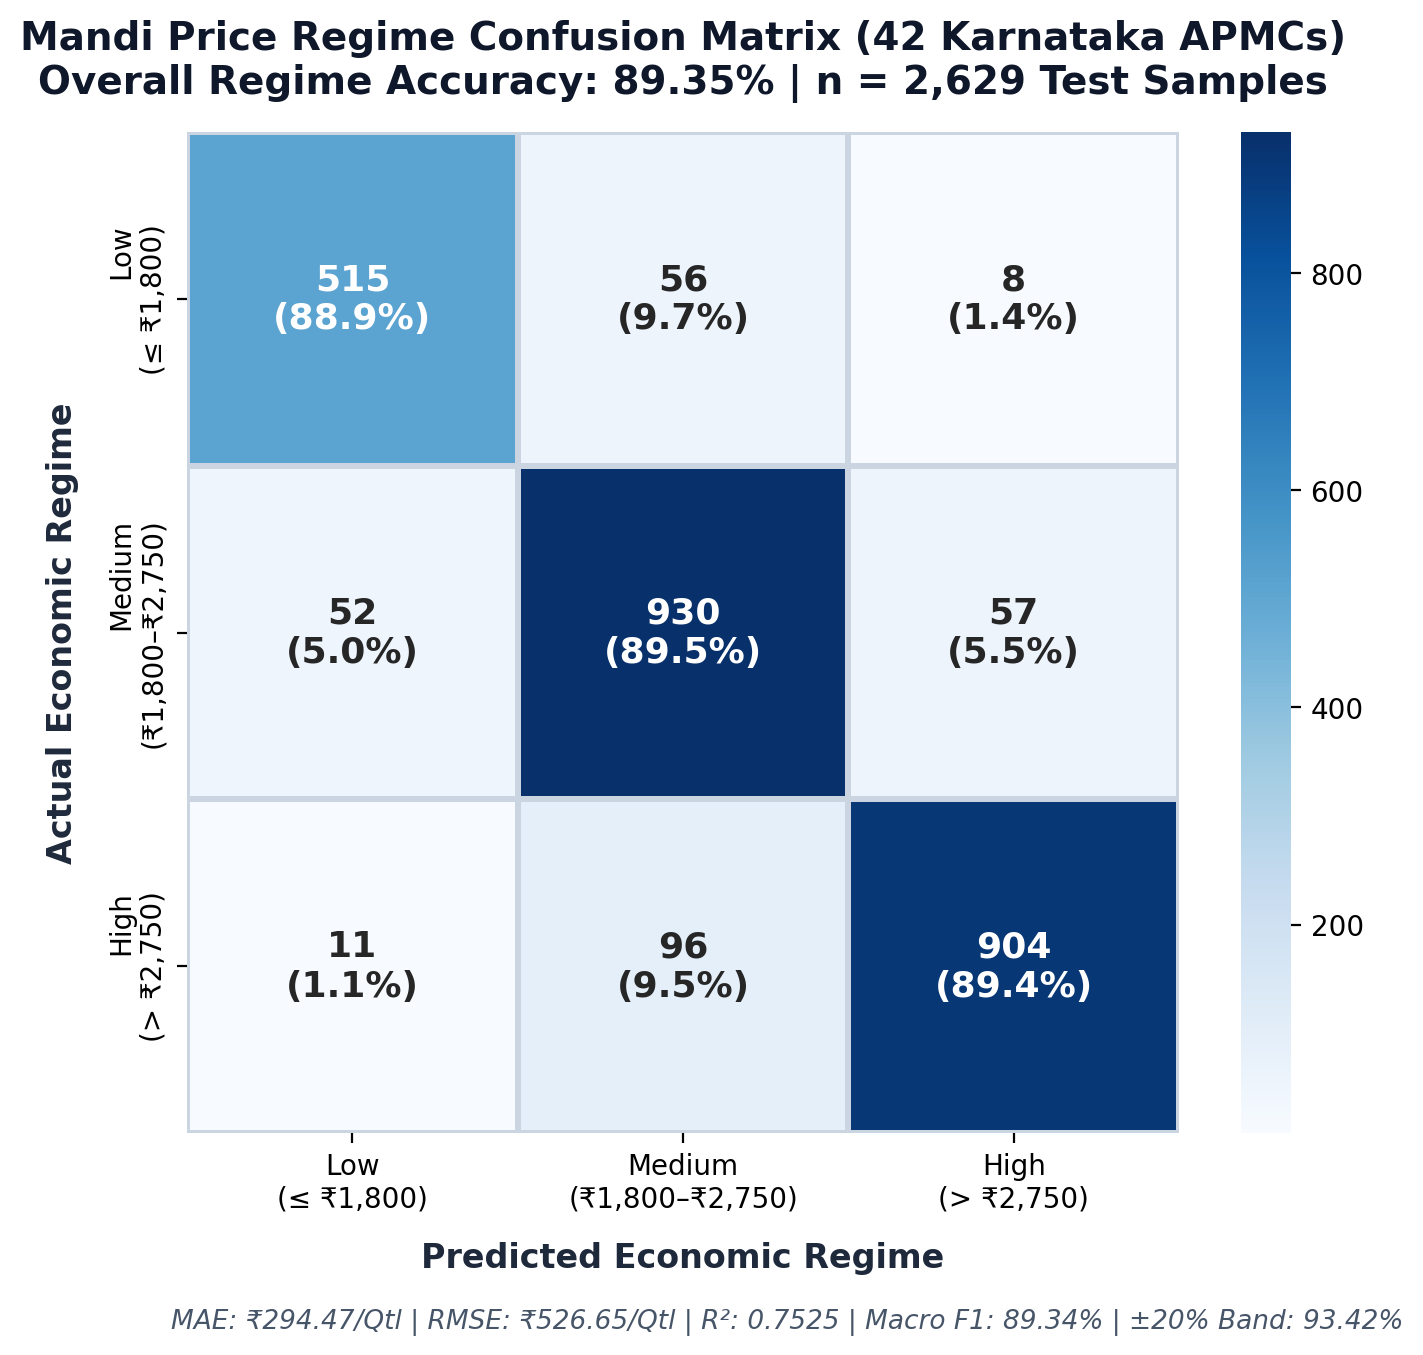 Mandi Price Regime Confusion Matrix (42 Karnataka APMCs)
Overall Regime Accuracy: 89.35% | n = 2,629 Test Samples
Actual Economic Regime
Low
(≤ ₹1,800)
515
(88.9%)
56
(9.7%)
8
(1.4%)
Medium
(₹1,800–₹2,750)
52
(5.0%)
930
(89.5%)
57
(5.5%)
High
(> ₹2,750)
11
(1.1%)
96
(9.5%)
904
(89.4%)
800
600
400
200
Low
(≤ ₹1,800)
Medium
(₹1,800–₹2,750)
High
(> ₹2,750)
Predicted Economic Regime
MAE: ₹294.47/Qtl | RMSE: ₹526.65/Qtl | R²: 0.7525 | Macro F1: 89.34% | ±20% Band: 93.42%